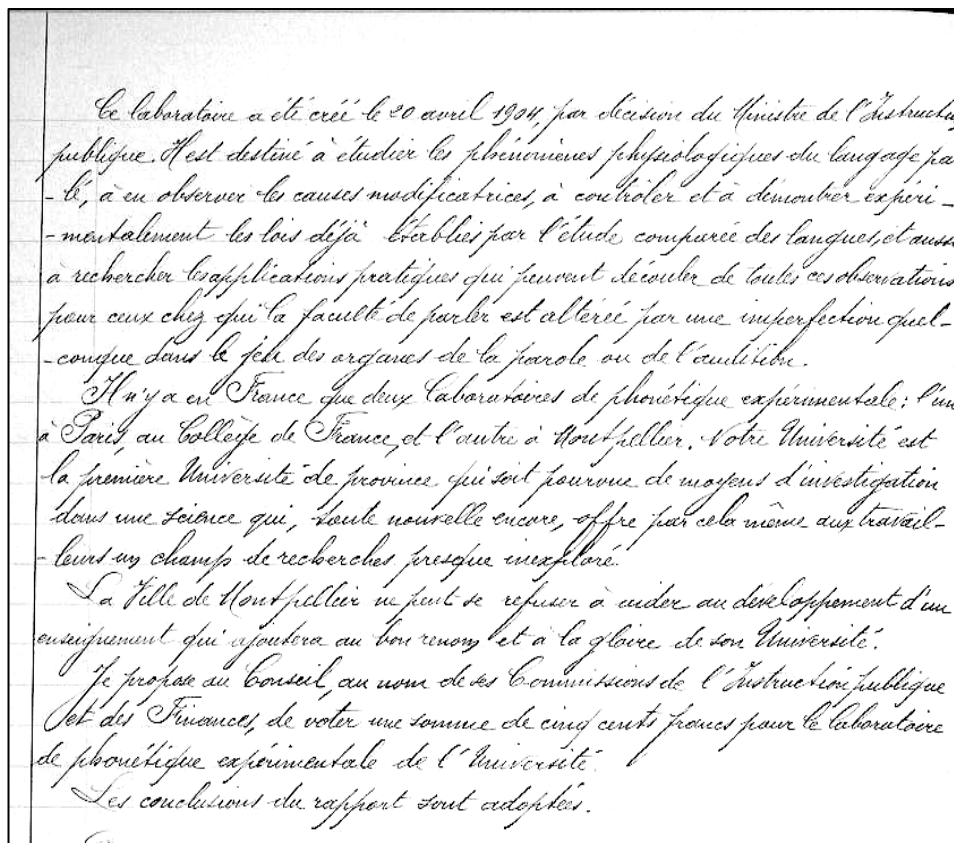 Ce laboratoire a été créé le 20 avril 1904, par décision du Ministre de l'Instructi
publique. Il est destiné à étudier les phénomènes physiologiques du langage pa
- lé, à en observer les causes modificatrices, à contrôler et à démontrer expéri -
- mentalement les lois déjà établies par l'étude comparée des langues, et auss
à rechercher les applications pratiques qui peuvent découler de toutes ces observations
pour ceux chez qui la faculté de parler est altérée par une imperfection quel -
- conque dans le jeu des organes de la parole ou de l'audition.
Il n'y a en France que deux laboratoires de phonétique expérimentale : l'un
à Paris, au Collège de France, et l'autre à Montpellier. Notre Université est
la première Université de province qui soit pourvue de moyens d'investigation
dans une science qui, toute nouvelle encore, offre par cela même aux travail -
- leurs un champ de recherches presque inexploré.
La Ville de Montpellier ne peut se refuser à aider au développement d'un
enseignement qui ajoutera au bon renom et à la gloire de son Université.
Je propose au Conseil, au nom de ses Commissions de l'Instruction publique
et des Finances, de voter une somme de cinq cents francs pour le laboratoire
de phonétique expérimentale de l'Université.
Les conclusions du rapport sont adoptées.